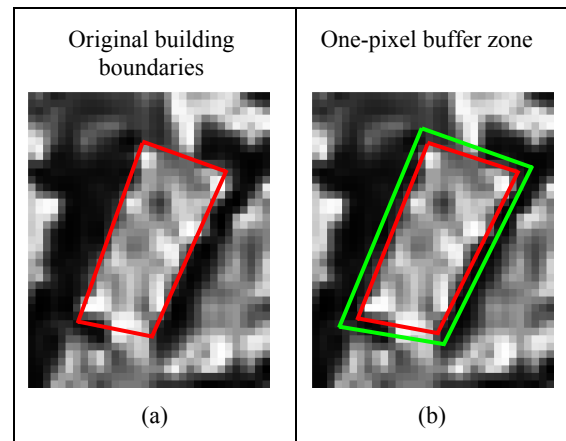 Original building
boundaries
One-pixel buffer zone
(a)
(b)